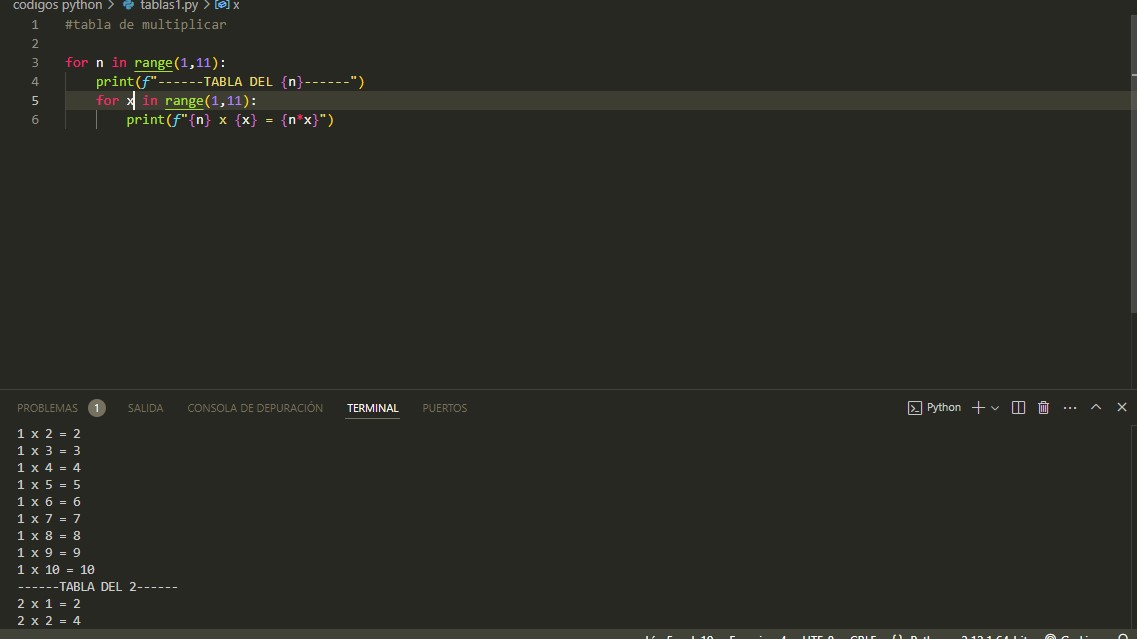 codigos python > tablas1.py > x
1 #tabla de multiplicar
2
3 for n in range(1,11):
4 print(f"------TABLA DEL {n}------")
5 for x in range(1,11):
6 print(f"{n} x {x} = {n*x}")
PROBLEMAS 1 SALIDA CONSOLA DE DEPURACIÓN TERMINAL PUERTOS Python
1 x 2 = 2
1 x 3 = 3
1 x 4 = 4
1 x 5 = 5
1 x 6 = 6
1 x 7 = 7
1 x 8 = 8
1 x 9 = 9
1 x 10 = 10
------TABLA DEL 2------
2 x 1 = 2
2 x 2 = 4